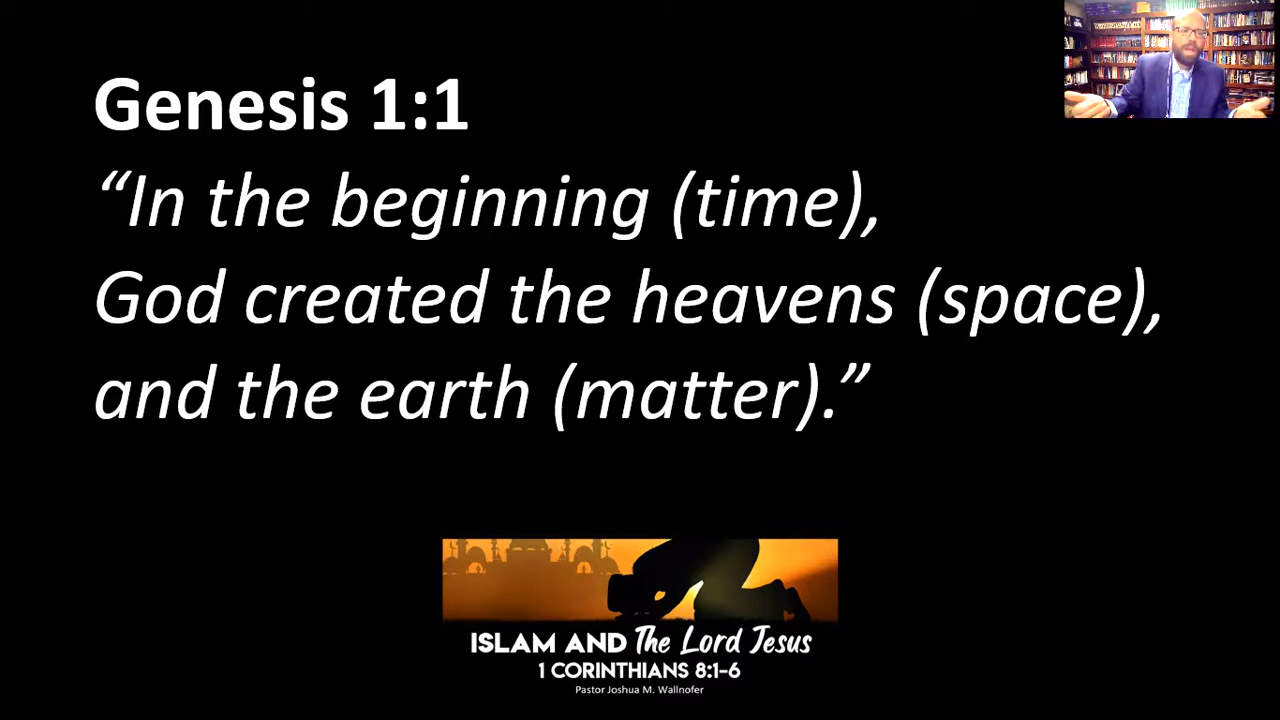 Genesis 1:1
“In the beginning (time),
God created the heavens (space),
and the earth (matter).”
ISLAM AND The Lord Jesus
1 CORINTHIANS 8:1-6
Pastor Joshua M. Wallnofer